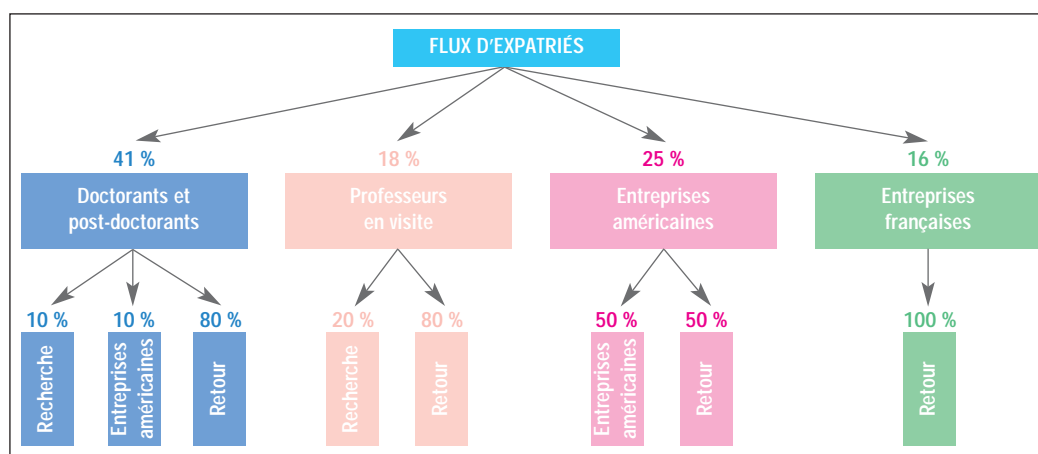 FLUX D'EXPATRIÉS
41 %
18 %
25 %
16 %
Doctorants et
post-doctorants
Professeurs
en visite
Entreprises
américaines
Entreprises
françaises
10 %
10 %
80 %
20 %
80 %
50 %
50 %
100 %
Recherche
Entreprises
américaines
Retour
Recherche
Retour
Entreprises
américaines
Retour
Retour